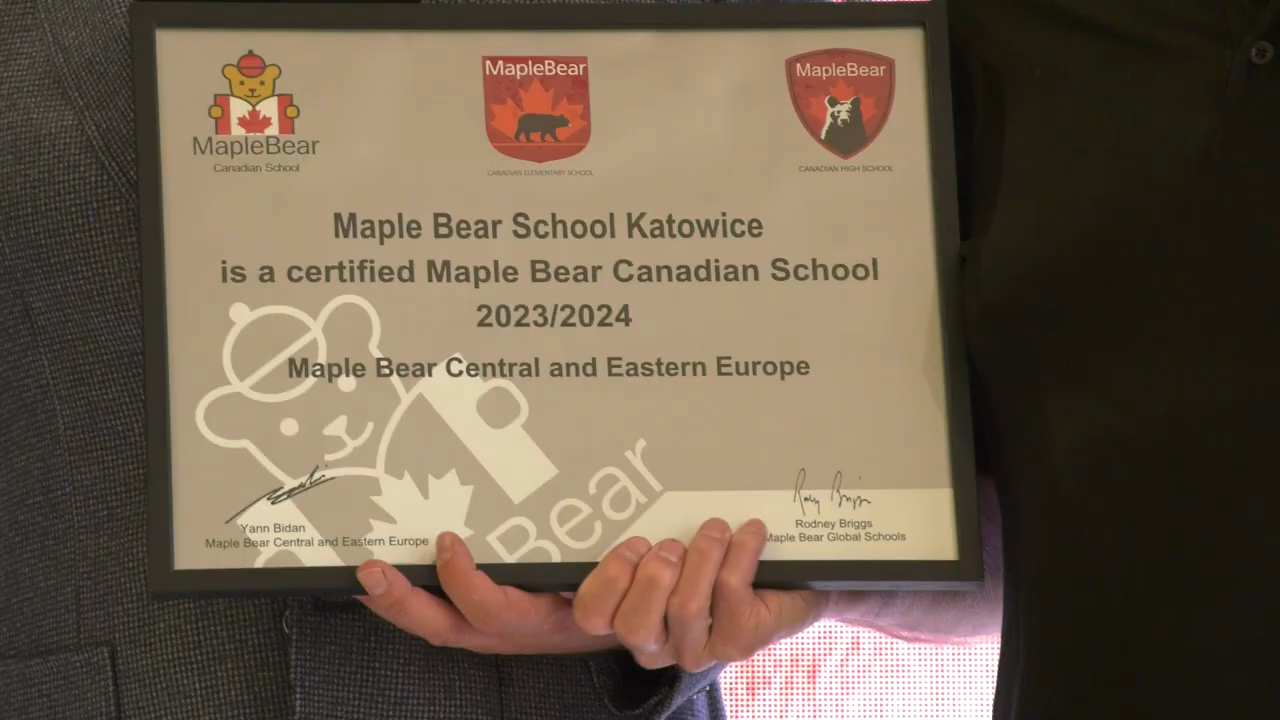 MapleBear
Canadian School
MapleBear
CANADIAN ELEMENTARY SCHOOL
MapleBear
CANADIAN HIGH SCHOOL
Maple Bear School Katowice
is a certified Maple Bear Canadian School
2023/2024
Maple Bear Central and Eastern Europe
Bear
Yann Bidan
Maple Bear Central and Eastern Europe
Rodney Briggs
Rodney Briggs
Maple Bear Global Schools